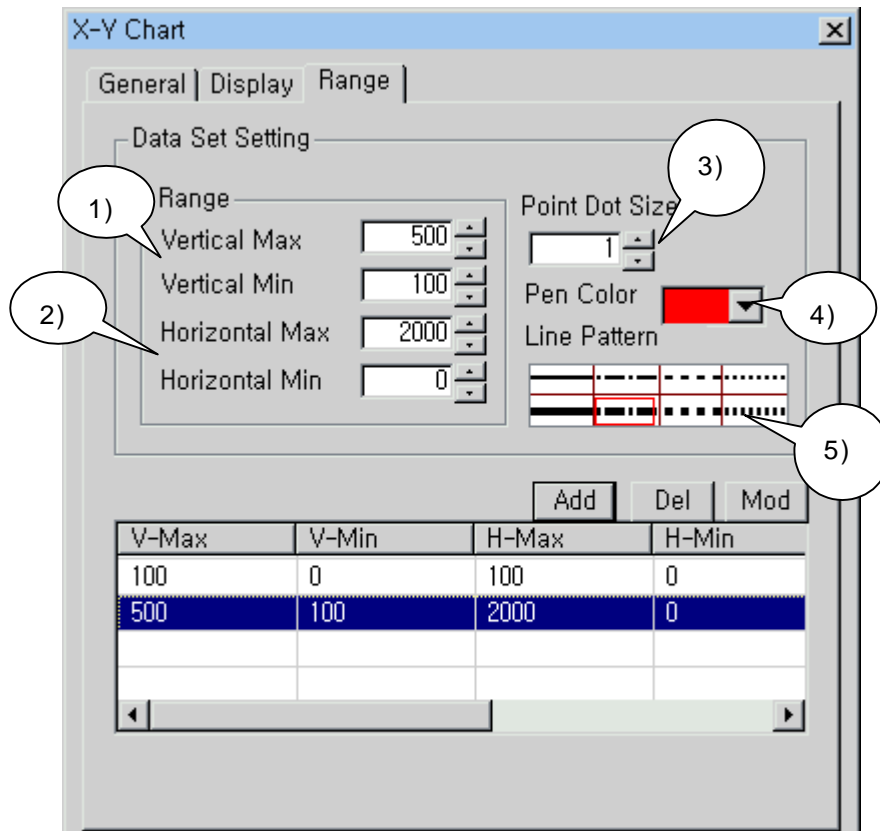 X-Y Chart
General Display Range
Data Set Setting
3)
1)
Range
Point Dot Size
Vertical Max 500
1
Vertical Min 100
Pen Color
2)
4)
Horizontal Max 2000
Line Pattern
Horizontal Min 0
5)
Add Del Mod
V-Max V-Min H-Max H-Min
100 0 100 0
500 100 2000 0